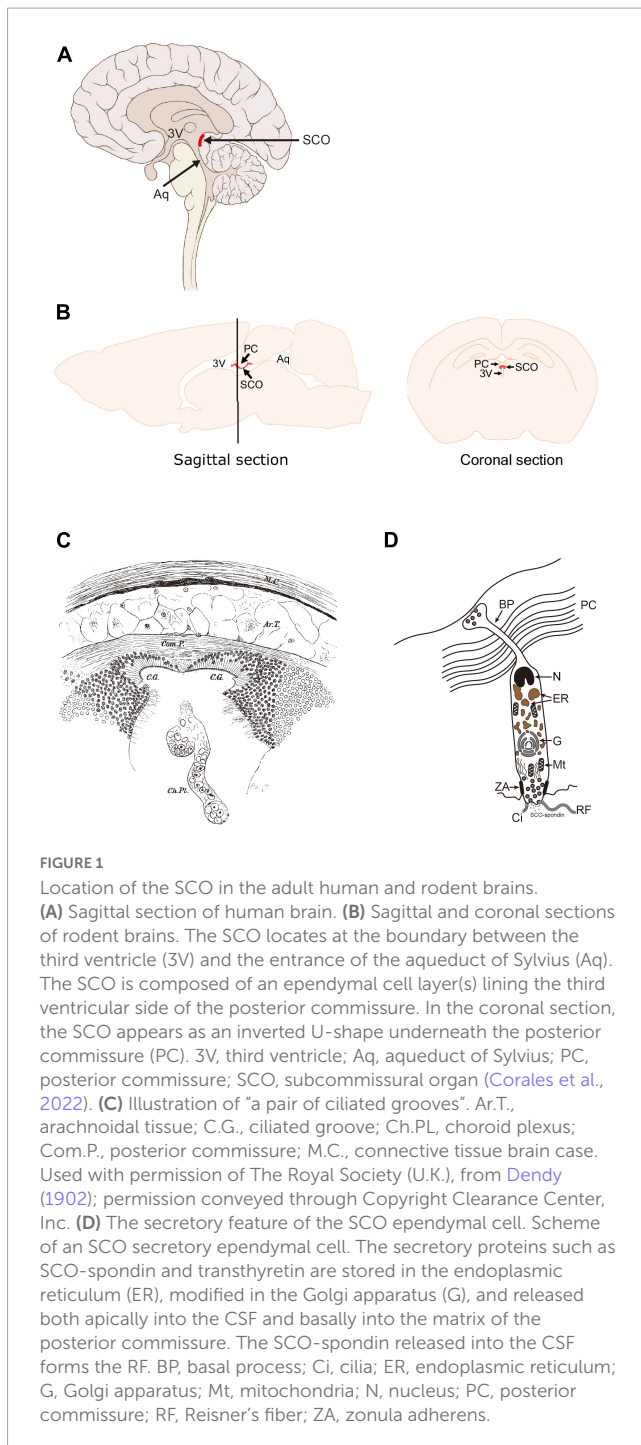 A
3V
SCO
Aq
B
3V
PC
Aq
SCO
Sagittal section
PC
SCO
3V
Coronal section
C
M.C.
Ar.T.
Com.P.
C.G.
C.G.
Ch.Pl.
D
BP
PC
N
ER
G
Mt
ZA
Ci
SCO-spondin
RF
FIGURE 1
Location of the SCO in the adult human and rodent brains.
(A) Sagittal section of human brain. (B) Sagittal and coronal sections
of rodent brains. The SCO locates at the boundary between the
third ventricle (3V) and the entrance of the aqueduct of Sylvius (Aq).
The SCO is composed of an ependymal cell layer(s) lining the third
ventricular side of the posterior commissure. In the coronal section,
the SCO appears as an inverted U-shape underneath the posterior
commissure (PC). 3V, third ventricle; Aq, aqueduct of Sylvius; PC,
posterior commissure; SCO, subcommissural organ (Corales et al.,
2022). (C) Illustration of “a pair of ciliated grooves”. Ar.T.,
arachnoidal tissue; C.G., ciliated groove; Ch.PL, choroid plexus;
Com.P., posterior commissure; M.C., connective tissue brain case.
Used with permission of The Royal Society (U.K.), from Dendy
(1902); permission conveyed through Copyright Clearance Center,
Inc. (D) The secretory feature of the SCO ependymal cell. Scheme
of an SCO secretory ependymal cell. The secretory proteins such as
SCO-spondin and transthyretin are stored in the endoplasmic
reticulum (ER), modified in the Golgi apparatus (G), and released
both apically into the CSF and basally into the matrix of the
posterior commissure. The SCO-spondin released into the CSF
forms the RF. BP, basal process; Ci, cilia; ER, endoplasmic reticulum;
G, Golgi apparatus; Mt, mitochondria; N, nucleus; PC, posterior
commissure; RF, Reisner’s fiber; ZA, zonula adherens.